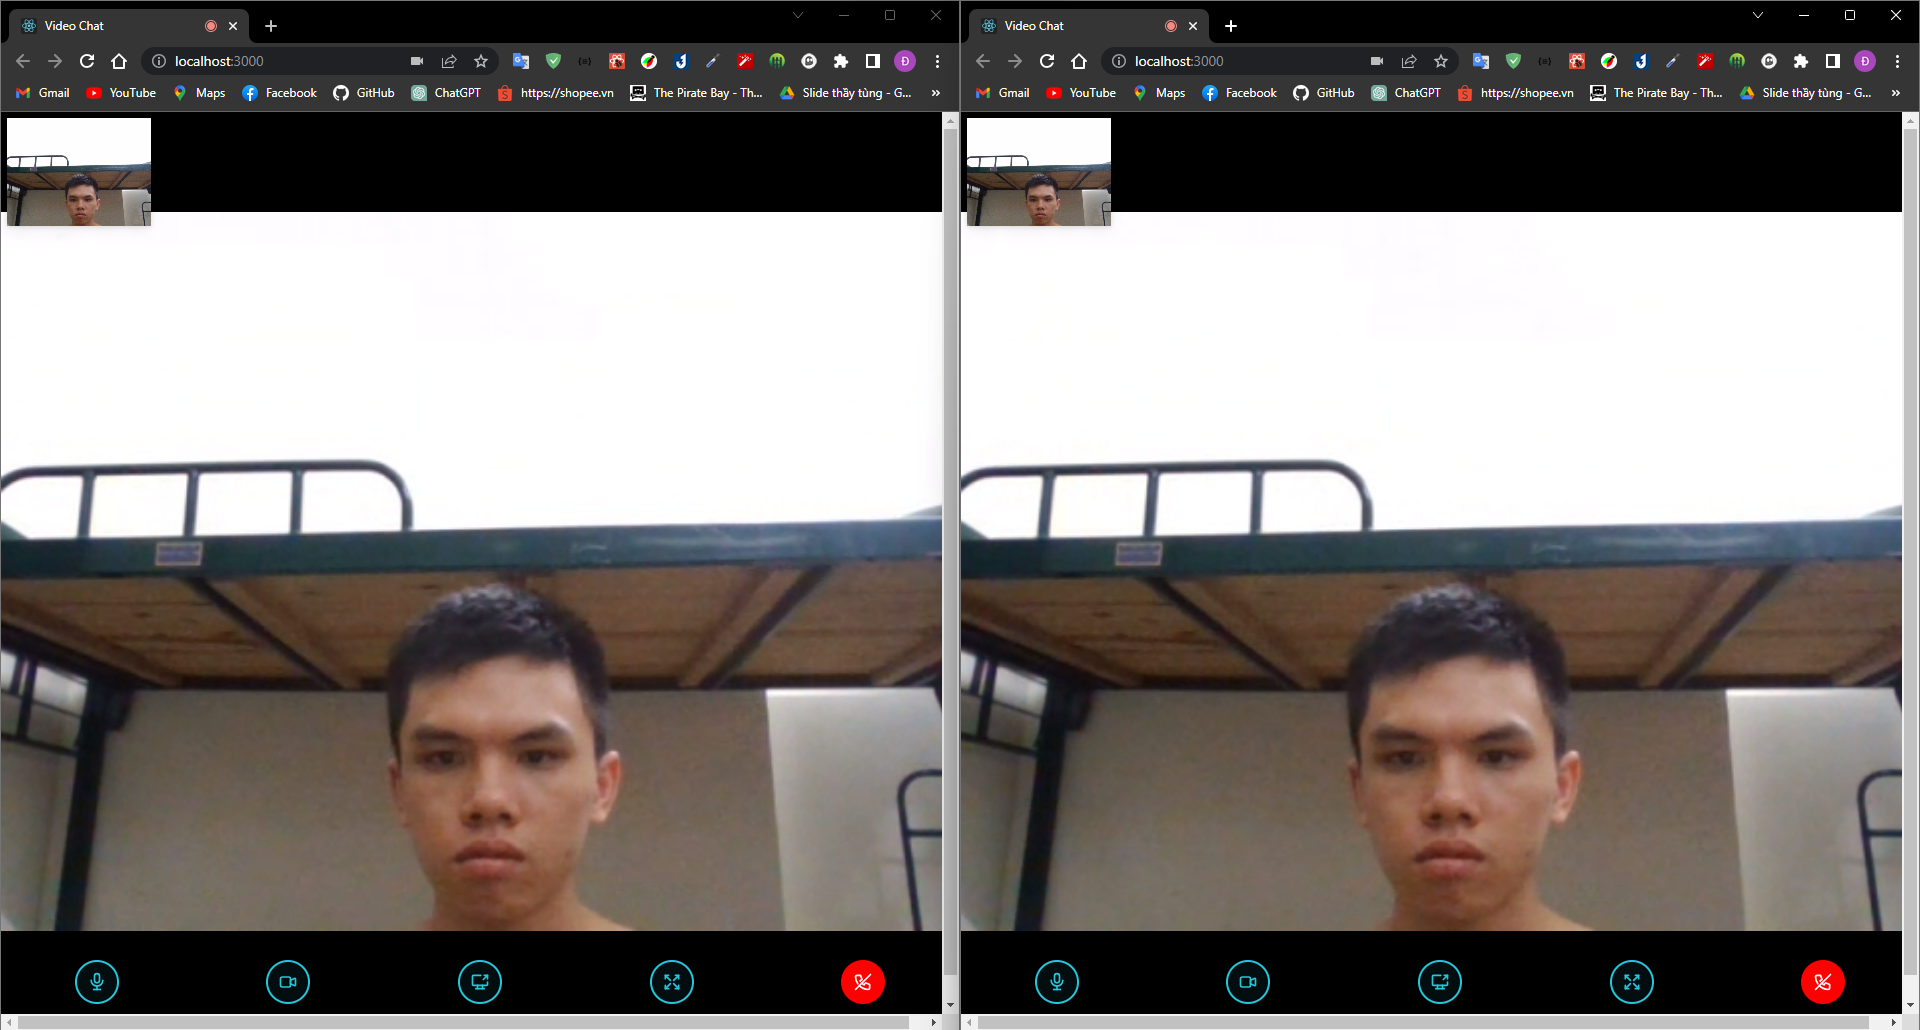 Video Chat
localhost:3000
Đ
Gmail YouTube Maps Facebook GitHub ChatGPT https://shopee.vn The Pirate Bay - Th... Slide thầy tùng - G... »
Video Chat
localhost:3000
Đ
Gmail YouTube Maps Facebook GitHub ChatGPT https://shopee.vn The Pirate Bay - Th... Slide thầy tùng - G... »